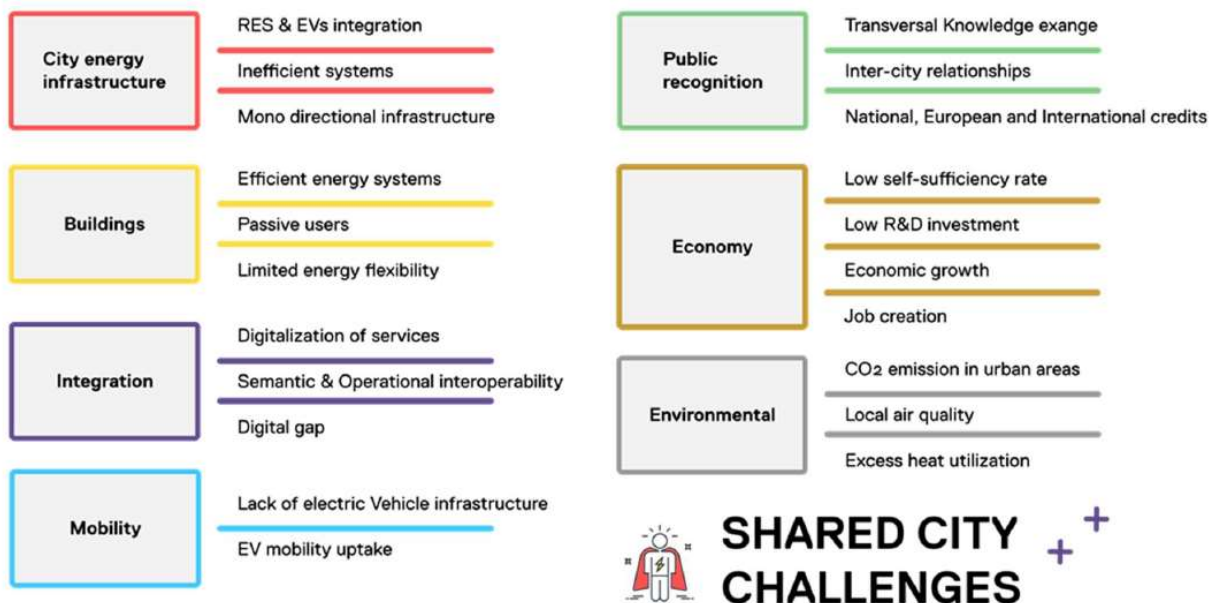 City energy
infrastructure
RES & EVs integration
Inefficient systems
Mono directional infrastructure
Buildings
Efficient energy systems
Passive users
Limited energy flexibility
Integration
Digitalization of services
Semantic & Operational interoperability
Digital gap
Mobility
Lack of electric Vehicle infrastructure
EV mobility uptake
Public
recognition
Transversal Knowledge exange
Inter-city relationships
National, European and International credits
Economy
Low self-sufficiency rate
Low R&D investment
Economic growth
Job creation
Environmental
CO2 emission in urban areas
Local air quality
Excess heat utilization
SHARED CITY
CHALLENGES